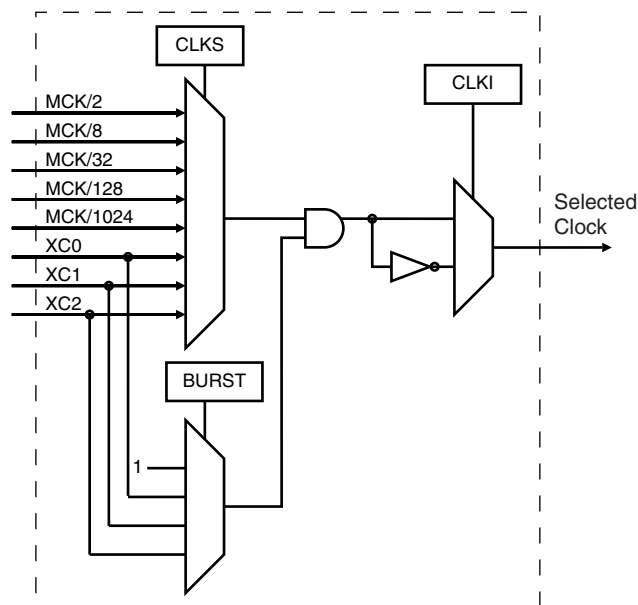 CLKS
CLKI
MCK/2
MCK/8
MCK/32
MCK/128
MCK/1024
XC0
XC1
XC2
Selected
Clock
BURST
1